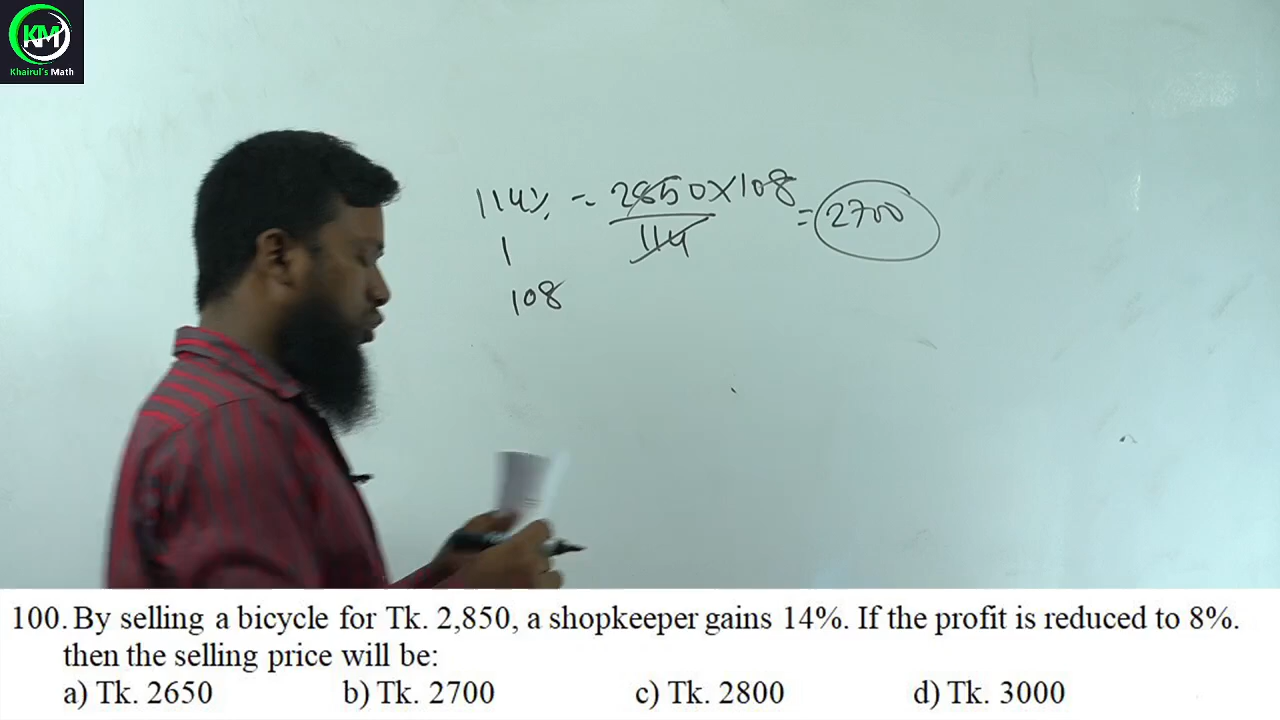 KM
Khairul's Math
114% = 2850×108 = 2700
114
1
108
100. By selling a bicycle for Tk. 2,850, a shopkeeper gains 14%. If the profit is reduced to 8%.
then the selling price will be:
a) Tk. 2650 b) Tk. 2700 c) Tk. 2800 d) Tk. 3000